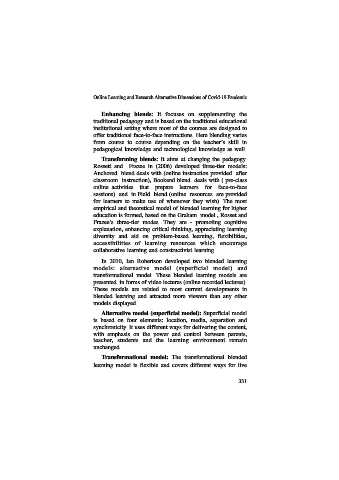 Online Learning and Research Alternative Dimensions of Covid-19 Pandemic
Enhancing blends: It focuses on supplementing the
traditional pedagogy and is based on the traditional educational
institutional setting where most of the courses are designed to
offer traditional face-to-face instructions. Here blending varies
from course to course depending on the teacher's skill in
pedagogical knowledge and technological knowledge as well.
Transforming blends: It aims at changing the pedagogy.
Rossett and Frazee in (2006) developed three-tier models:
Anchored blend deals with (online instruction provided after
classroom instruction), Bookend blend deals with ( pre-class
online activities that prepare learners for face-to-face
sessions) and in Field blend (online resources are provided
for learners to make use of whenever they wish) The most
empirical and theoretical model of blended learning for higher
education is formed, based on the Graham model , Rossett and
Frazee's three-tier modes. They are - promoting cognitive
explanation, enhancing critical thinking, appreciating learning
diversity and aid on problem-based learning, flexibilities,
accessibilities of learning resources which encourage
collaborative learning and constructivist learning.
In 2020, Ian Robertson developed two blended learning
models: alternative model (superficial model) and
transformational model. These blended learning models are
presented in forms of video lectures (online recorded lectures)
These models are related to most current developments in
blended learning and attracted more viewers than any other
models displayed.
Alternative model (superficial model): Superficial model
is based on four elements; location, media, separation and
synchronicity. It uses different ways for delivering the content,
with emphasis on the power and control between parents,
teacher, students and the learning environment remain
unchanged.
Transformational model: The transformational blended
learning model is flexible and covers different ways for live
331